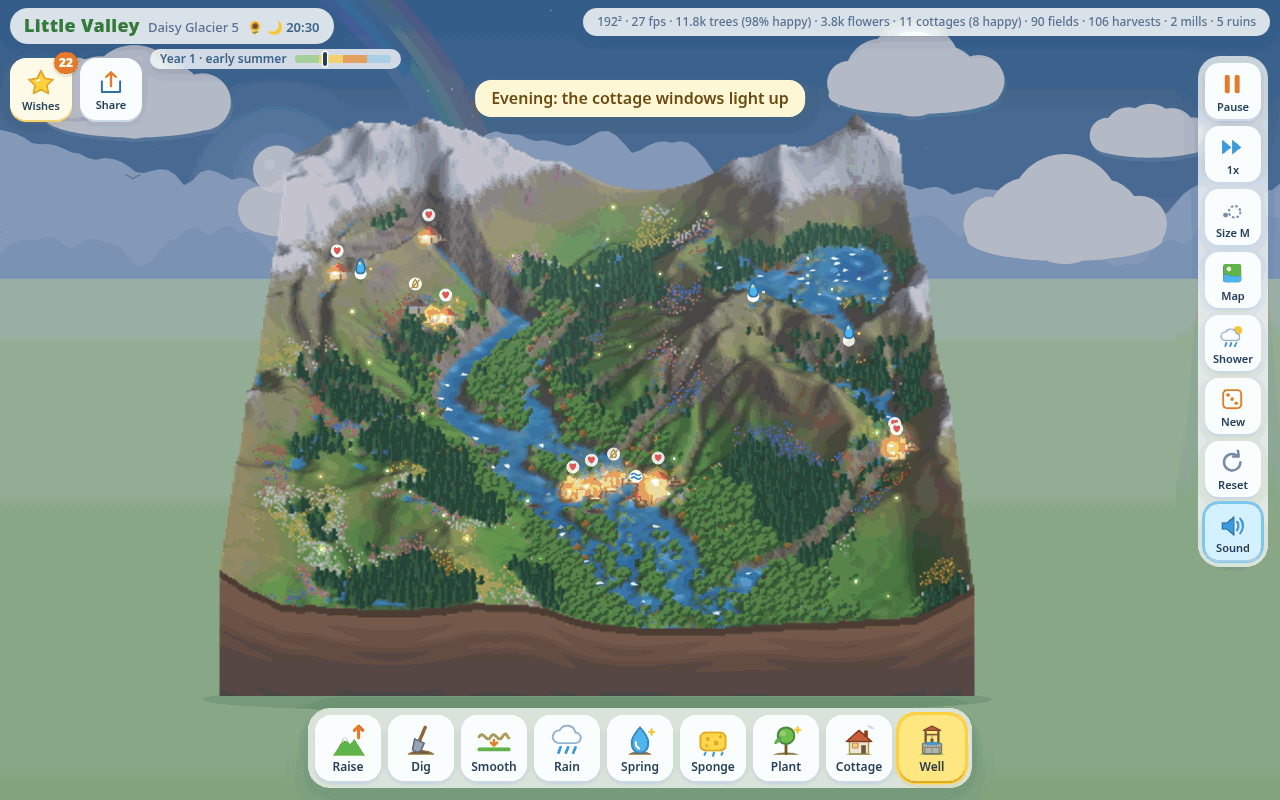 Little Valley Daisy Glacier 5 🌻 🌙 20:30
192² · 27 fps · 11.8k trees (98% happy) · 3.8k flowers · 11 cottages (8 happy) · 90 fields · 106 harvests · 2 mills · 5 ruins
Year 1 · early summer
22
Wishes
Share
Evening: the cottage windows light up
Pause
1x
Size M
Map
Shower
New
Reset
Sound
Raise
Dig
Smooth
Rain
Spring
Sponge
Plant
Cottage
Well